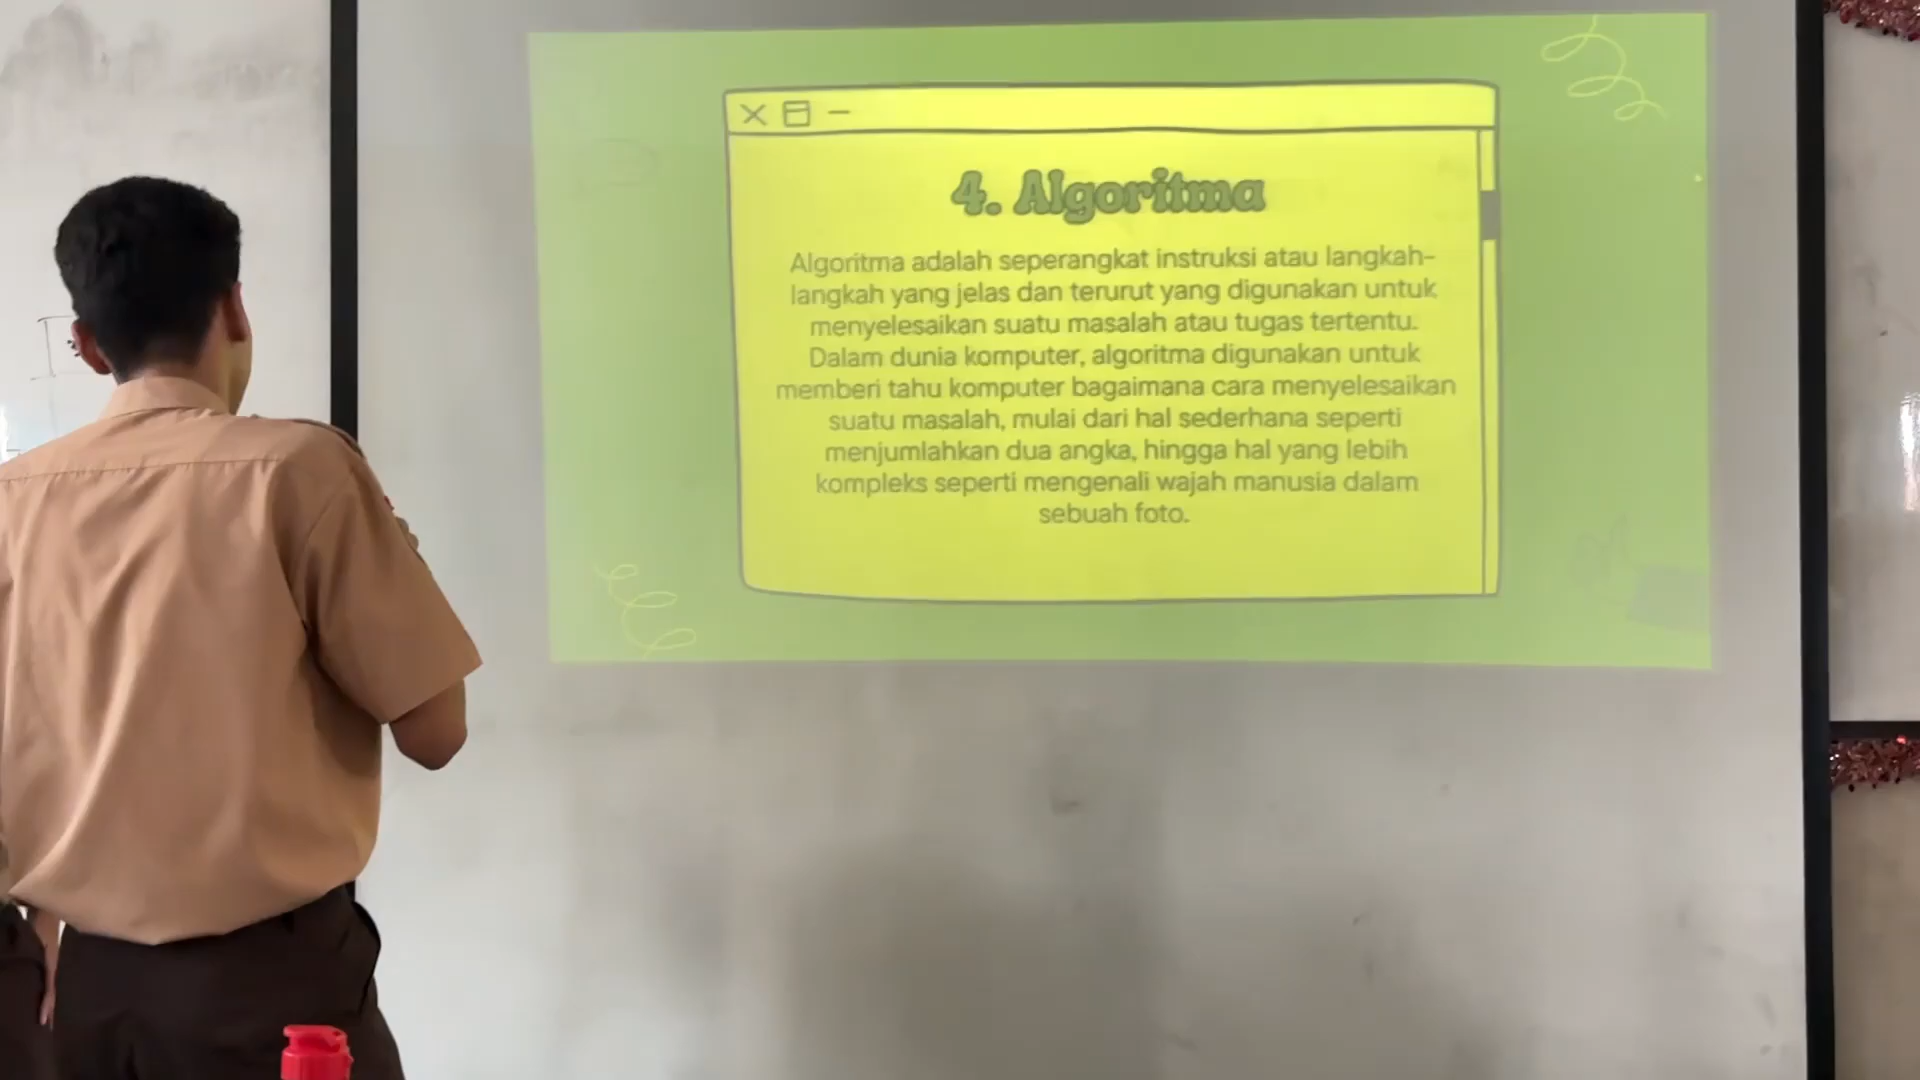 4. Algoritma
Algoritma adalah seperangkat instruksi atau langkah-
langkah yang jelas dan terurut yang digunakan untuk
menyelesaikan suatu masalah atau tugas tertentu.
Dalam dunia komputer, algoritma digunakan untuk
memberi tahu komputer bagaimana cara menyelesaikan
suatu masalah, mulai dari hal sederhana seperti
menjumlahkan dua angka, hingga hal yang lebih
kompleks seperti mengenali wajah manusia dalam
sebuah foto.